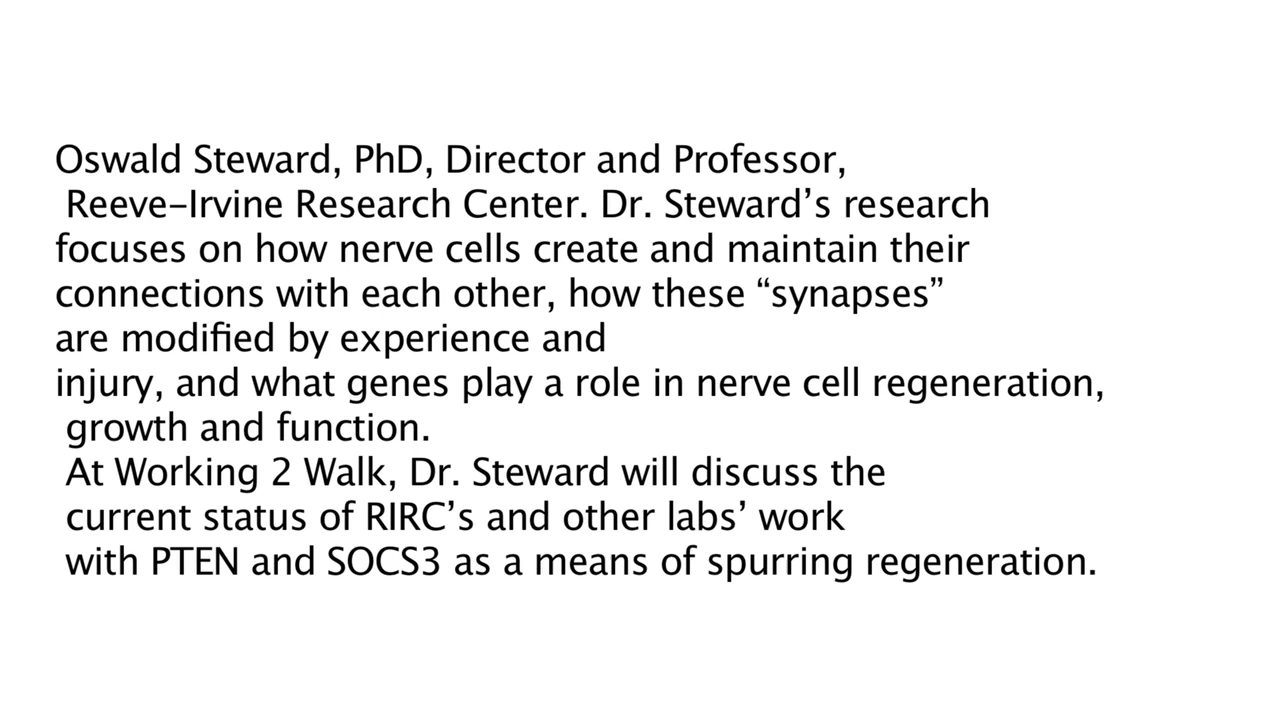 Oswald Steward, PhD, Director and Professor,
Reeve–Irvine Research Center. Dr. Steward’s research
focuses on how nerve cells create and maintain their
connections with each other, how these “synapses”
are modified by experience and
injury, and what genes play a role in nerve cell regeneration,
growth and function.
At Working 2 Walk, Dr. Steward will discuss the
current status of RIRC’s and other labs’ work
with PTEN and SOCS3 as a means of spurring regeneration.